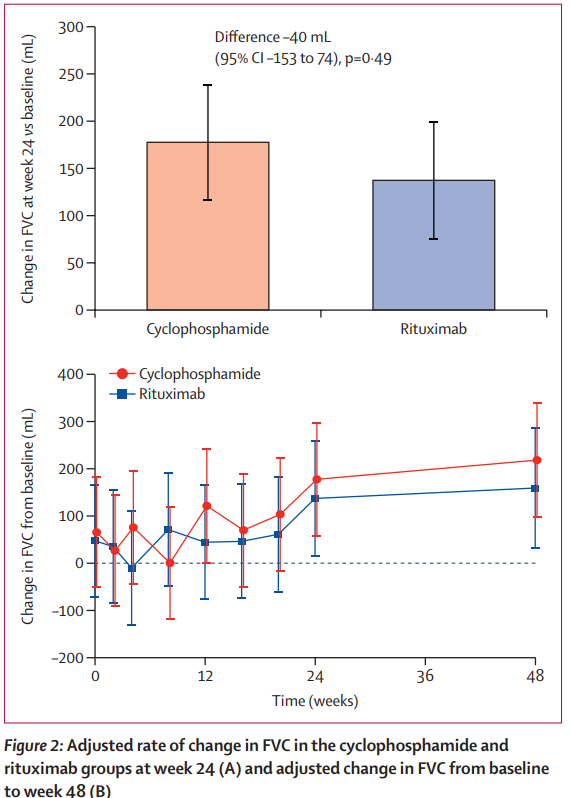 Difference –40 mL
(95% CI –153 to 74), p=0·49
Change in FVC at week 24 vs baseline (mL)
300
250
200
150
100
50
0
Cyclophosphamide
Rituximab
Cyclophosphamide
Rituximab
Change in FVC from baseline (mL)
400
300
200
100
0
–100
–200
0
12
24
36
48
Time (weeks)
Figure 2: Adjusted rate of change in FVC in the cyclophosphamide and
rituximab groups at week 24 (A) and adjusted change in FVC from baseline
to week 48 (B)